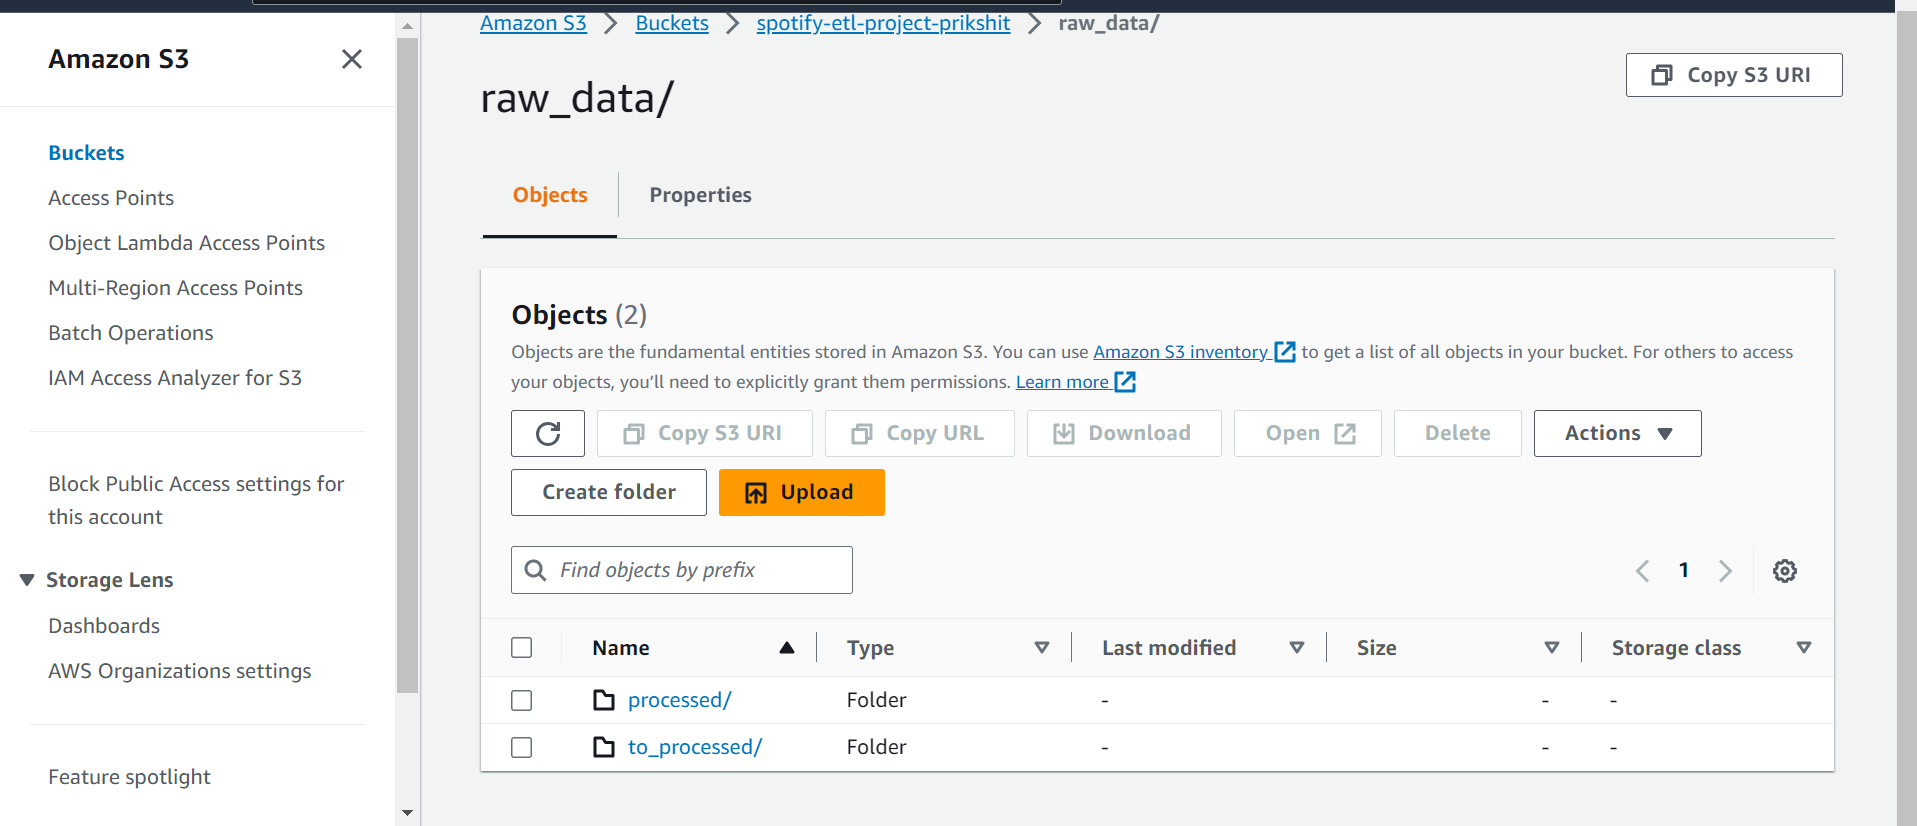 Amazon S3
Buckets
Access Points
Object Lambda Access Points
Multi-Region Access Points
Batch Operations
IAM Access Analyzer for S3
Block Public Access settings for
this account
Storage Lens
Dashboards
AWS Organizations settings
Feature spotlight
Amazon S3 Buckets spotify-etl-project-prikshit raw_data/
Copy S3 URI
raw_data/
Objects Properties
Objects (2)
Objects are the fundamental entities stored in Amazon S3. You can use Amazon S3 inventory to get a list of all objects in your bucket. For others to access
your objects, you’ll need to explicitly grant them permissions. Learn more
Copy S3 URI Copy URL Download Open Delete Actions
Create folder Upload
Find objects by prefix 1
Name Type Last modified Size Storage class
processed/ Folder - - -
to_processed/ Folder - - -